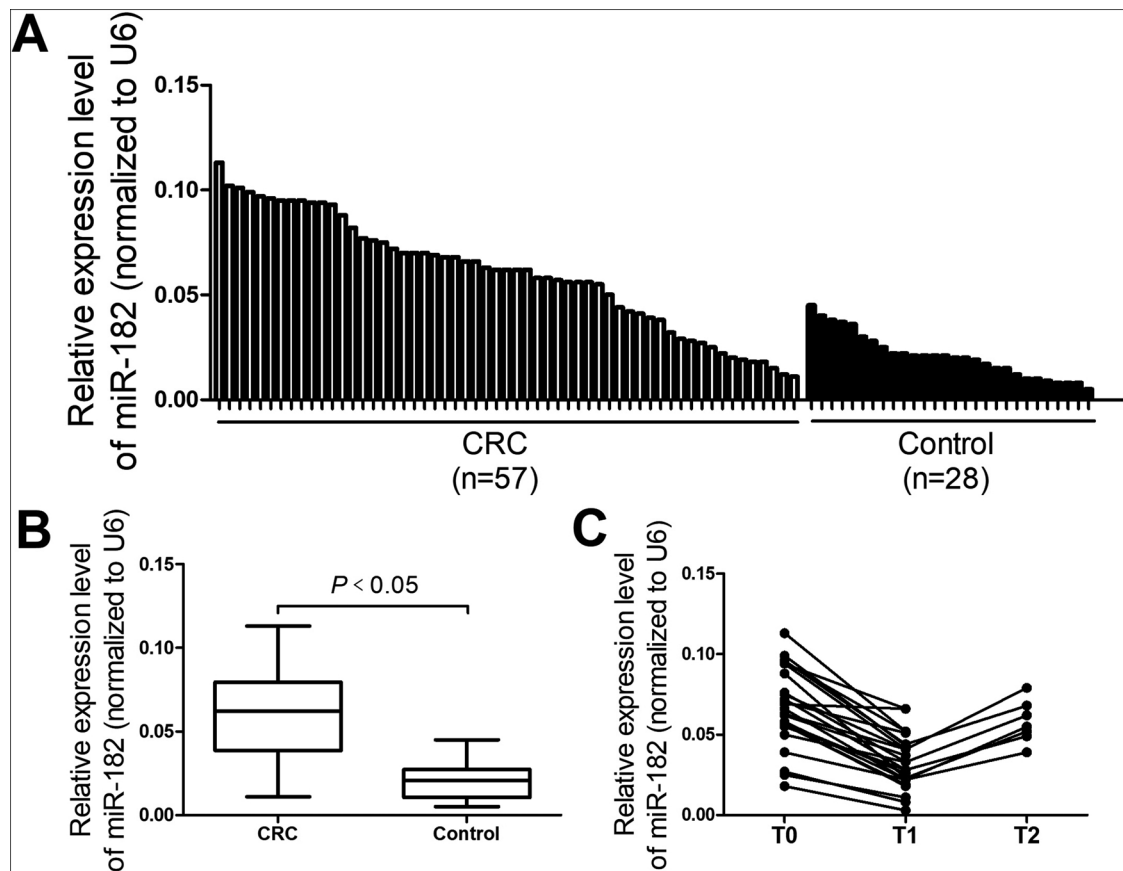 A
Relative expression level
of miR-182 (normalized to U6)
0.15
0.10
0.05
0.00
CRC
(n=57)
Control
(n=28)
B
Relative expression level
of miR-182 (normalized to U6)
0.15
0.10
0.05
0.00
P < 0.05
CRC
Control
C
Relative expression level
of miR-182 (normalized to U6)
0.15
0.10
0.05
0.00
T0
T1
T2